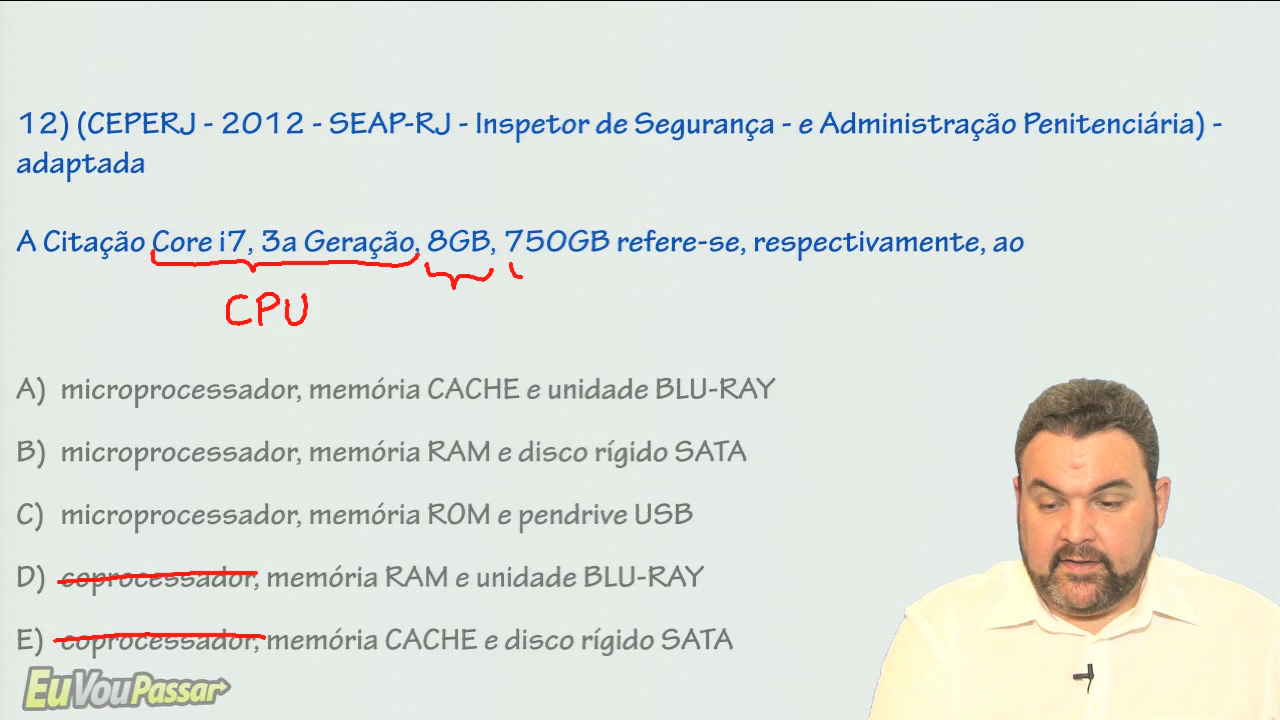 12) (CEPERJ - 2012 - SEAP-RJ - Inspetor de Segurança - e Administração Penitenciária) -
adaptada
A Citação Core i7, 3a Geração, 8GB, 750GB refere-se, respectivamente, ao
CPU
A) microprocessador, memória CACHE e unidade BLU-RAY
B) microprocessador, memória RAM e disco rígido SATA
C) microprocessador, memória ROM e pendrive USB
D) coprocessador, memória RAM e unidade BLU-RAY
E) coprocessador, memória CACHE e disco rígido SATA
EuVouPassar